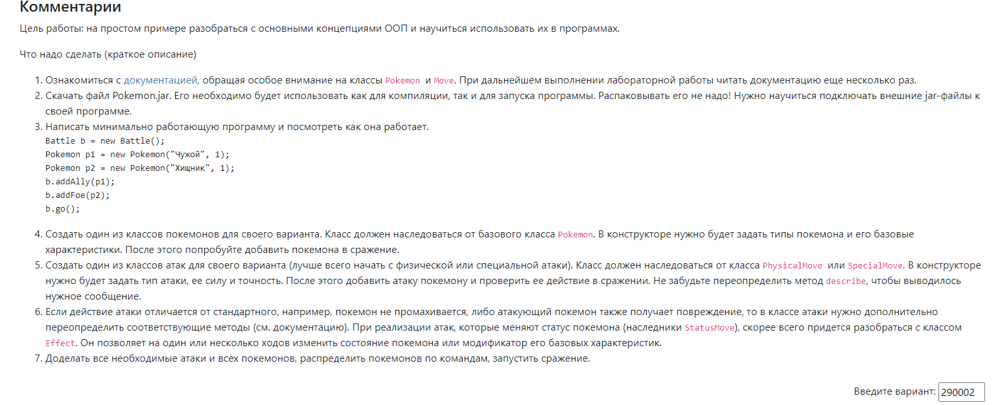 Комментарии
Цель работы: на простом примере разобраться с основными концепциями ООП и научиться использовать их в программах.
Что надо сделать (краткое описание)
1. Ознакомиться с документацией, обращая особое внимание на классы Pokemon и Move. При дальнейшем выполнении лабораторной работы читать документацию еще несколько раз.
2. Скачать файл Pokemon.jar. Его необходимо будет использовать как для компиляции, так и для запуска программы. Распаковывать его не надо! Нужно научиться подключать внешние jar-файлы к
своей программе.
3. Написать минимально работающую программу и посмотреть как она работает.
Battle b = new Battle();
Pokemon p1 = new Pokemon("Чужой", 1);
Pokemon p2 = new Pokemon("Хищник", 1);
b.addAlly(p1);
b.addFoe(p2);
b.go();
4. Создать один из классов покемонов для своего варианта. Класс должен наследоваться от базового класса Pokemon. В конструкторе нужно будет задать типы покемона и его базовые
характеристики. После этого попробуйте добавить покемона в сражение.
5. Создать один из классов атак для своего варианта (лучше всего начать с физической или специальной атаки). Класс должен наследоваться от класса PhysicalMove или SpecialMove. В конструкторе
нужно будет задать тип атаки, ее силу и точность. После этого добавить атаку покемону и проверить ее действие в сражении. Не забудьте переопределить метод describe, чтобы выводилось
нужное сообщение.
6. Если действие атаки отличается от стандартного, например, покемон не промахивается, либо атакующий покемон также получает повреждение, то в классе атаки нужно дополнительно
переопределить соответствующие методы (см. документацию). При реализации атак, которые меняют статус покемона (наследники StatusMove), скорее всего придется разобраться с классом
Effect. Он позволяет на один или несколько ходов изменить состояние покемона или модификатор его базовых характеристик.
7. Доделать все необходимые атаки и всех покемонов, распределить покемонов по командам, запустить сражение.
Введите вариант: 290002